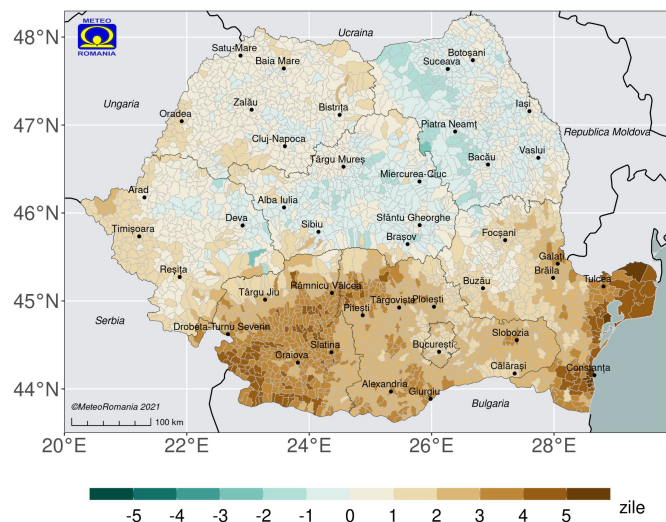 48°N
47°N
46°N
45°N
44°N
METEO
ROMANIA
Ucraina
Satu-Mare
Baia Mare
Botoșani
Suceava
Ungaria
Zalău
Bistrița
Iași
Oradea
Piatra Neamț
Republica Moldova
Cluj-Napoca
Târgu Mureș
Vaslui
Bacău
Miercurea-Ciuc
Arad
Alba Iulia
Timișoara
Deva
Sibiu
Sfântu Gheorghe
Focșani
Brașov
Reșița
Galați
Brăila
Tulcea
Târgu Jiu
Râmnicu Vâlcea
Buzău
Pitești
Târgoviște
Ploiești
Serbia
Drobeta-Turnu Severin
Slatina
București
Slobozia
Craiova
Călărași
Constanța
Alexandria
Giurgiu
Bulgaria
©MeteoRomania 2021
100 km
20°E 22°E 24°E 26°E 28°E
-5 -4 -3 -2 -1 0 1 2 3 4 5 zile